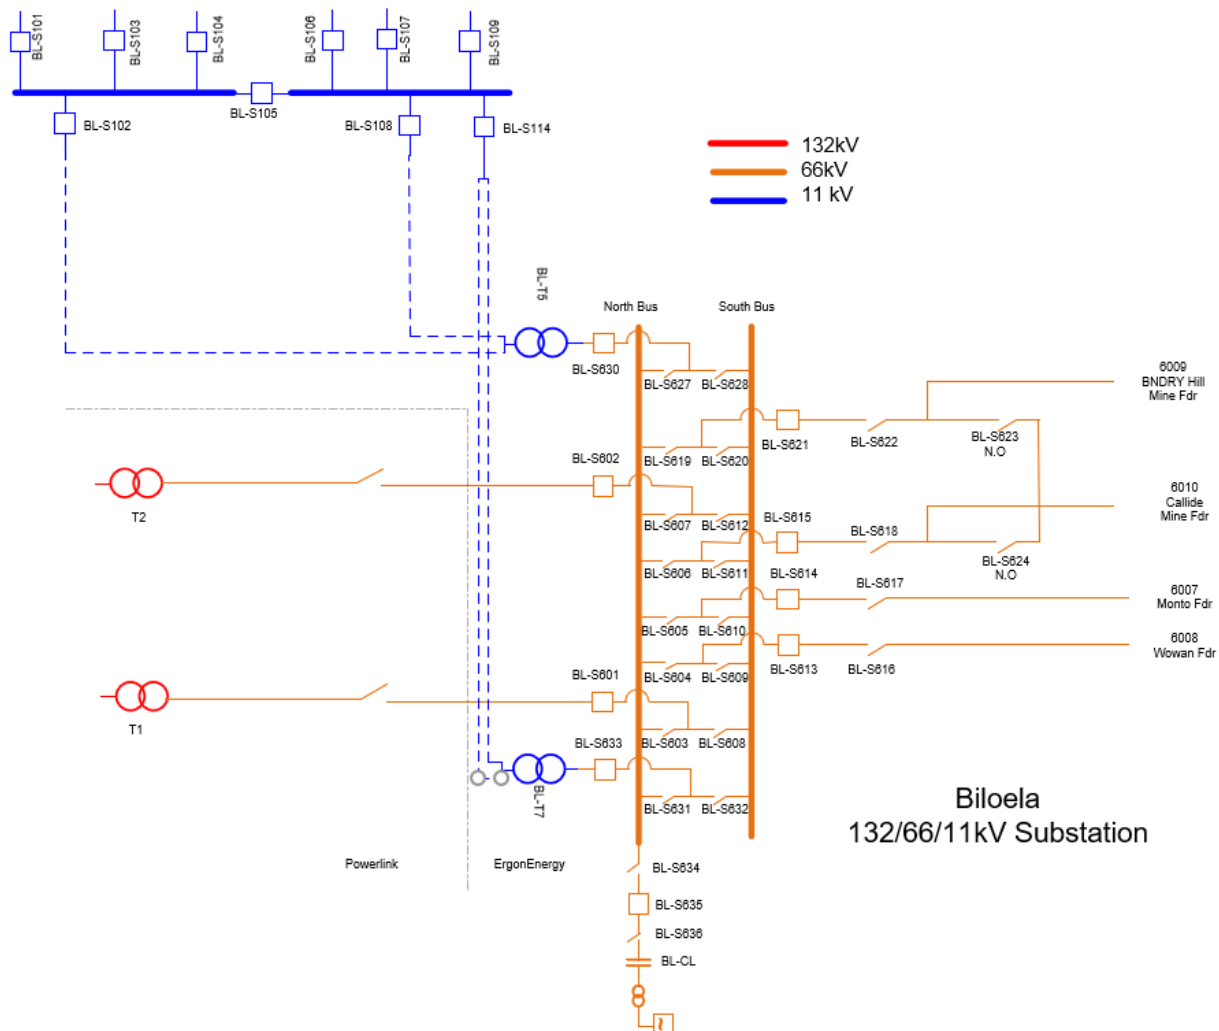 BL-S101
BL-S103
BL-S104
BL-S106
BL-S107
BL-S109
BL-S102
BL-S105
BL-S108
BL-S114
132kV
66kV
11 kV
BL-T5
North Bus
South Bus
BL-S630
BL-S627
BL-S628
6009
BNDRY Hill
Mine Fdr
BL-S621
BL-S622
BL-S623
N.O
BL-S602
BL-S619
BL-S620
T2
BL-S607
BL-S612
BL-S615
BL-S618
6010
Callide
Mine Fdr
BL-S606
BL-S611
BL-S614
BL-S624
N.O
BL-S617
6007
Monto Fdr
BL-S605
BL-S610
BL-S604
BL-S609
BL-S613
BL-S616
6008
Wowan Fdr
BL-S601
T1
BL-S603
BL-S608
BL-S633
BL-T7
BL-S631
BL-S632
Biloela
132/66/11kV Substation
Powerlink
ErgonEnergy
BL-S634
BL-S635
BL-S636
BL-CL